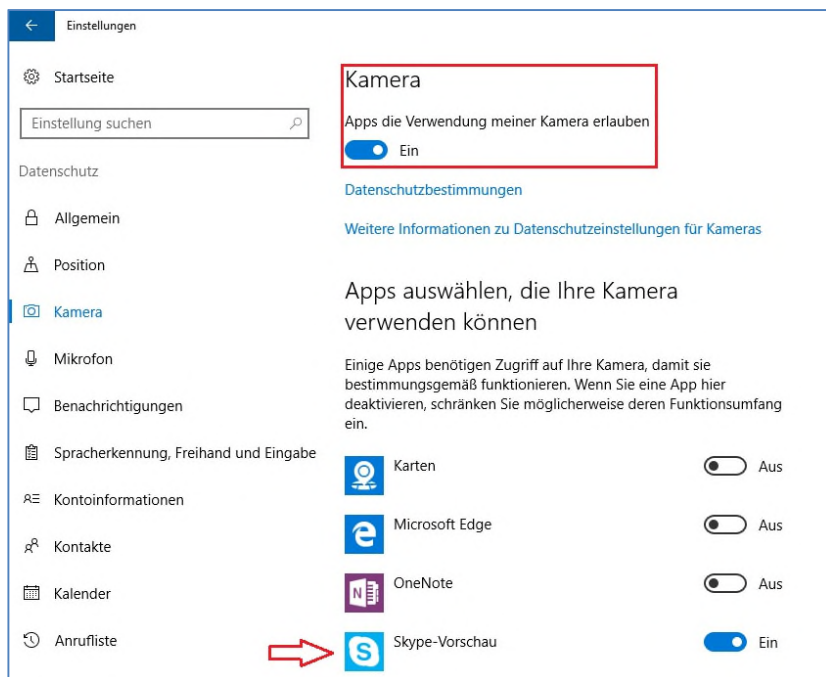 Einstellungen
Startseite
Einstellung suchen
Datenschutz
Allgemein
Position
Kamera
Mikrofon
Benachrichtigungen
Spracherkennung, Freihand und Eingabe
Kontoinformationen
Kontakte
Kalender
Anrufliste
Kamera
Apps die Verwendung meiner Kamera erlauben
Ein
Datenschutzbestimmungen
Weitere Informationen zu Datenschutzeinstellungen für Kameras
Apps auswählen, die Ihre Kamera
verwenden können
Einige Apps benötigen Zugriff auf Ihre Kamera, damit sie
bestimmungsgemäß funktionieren. Wenn Sie eine App hier
deaktivieren, schränken Sie möglicherweise deren Funktionsumfang
ein.
Karten Aus
Microsoft Edge Aus
OneNote Aus
Skype-Vorschau Ein